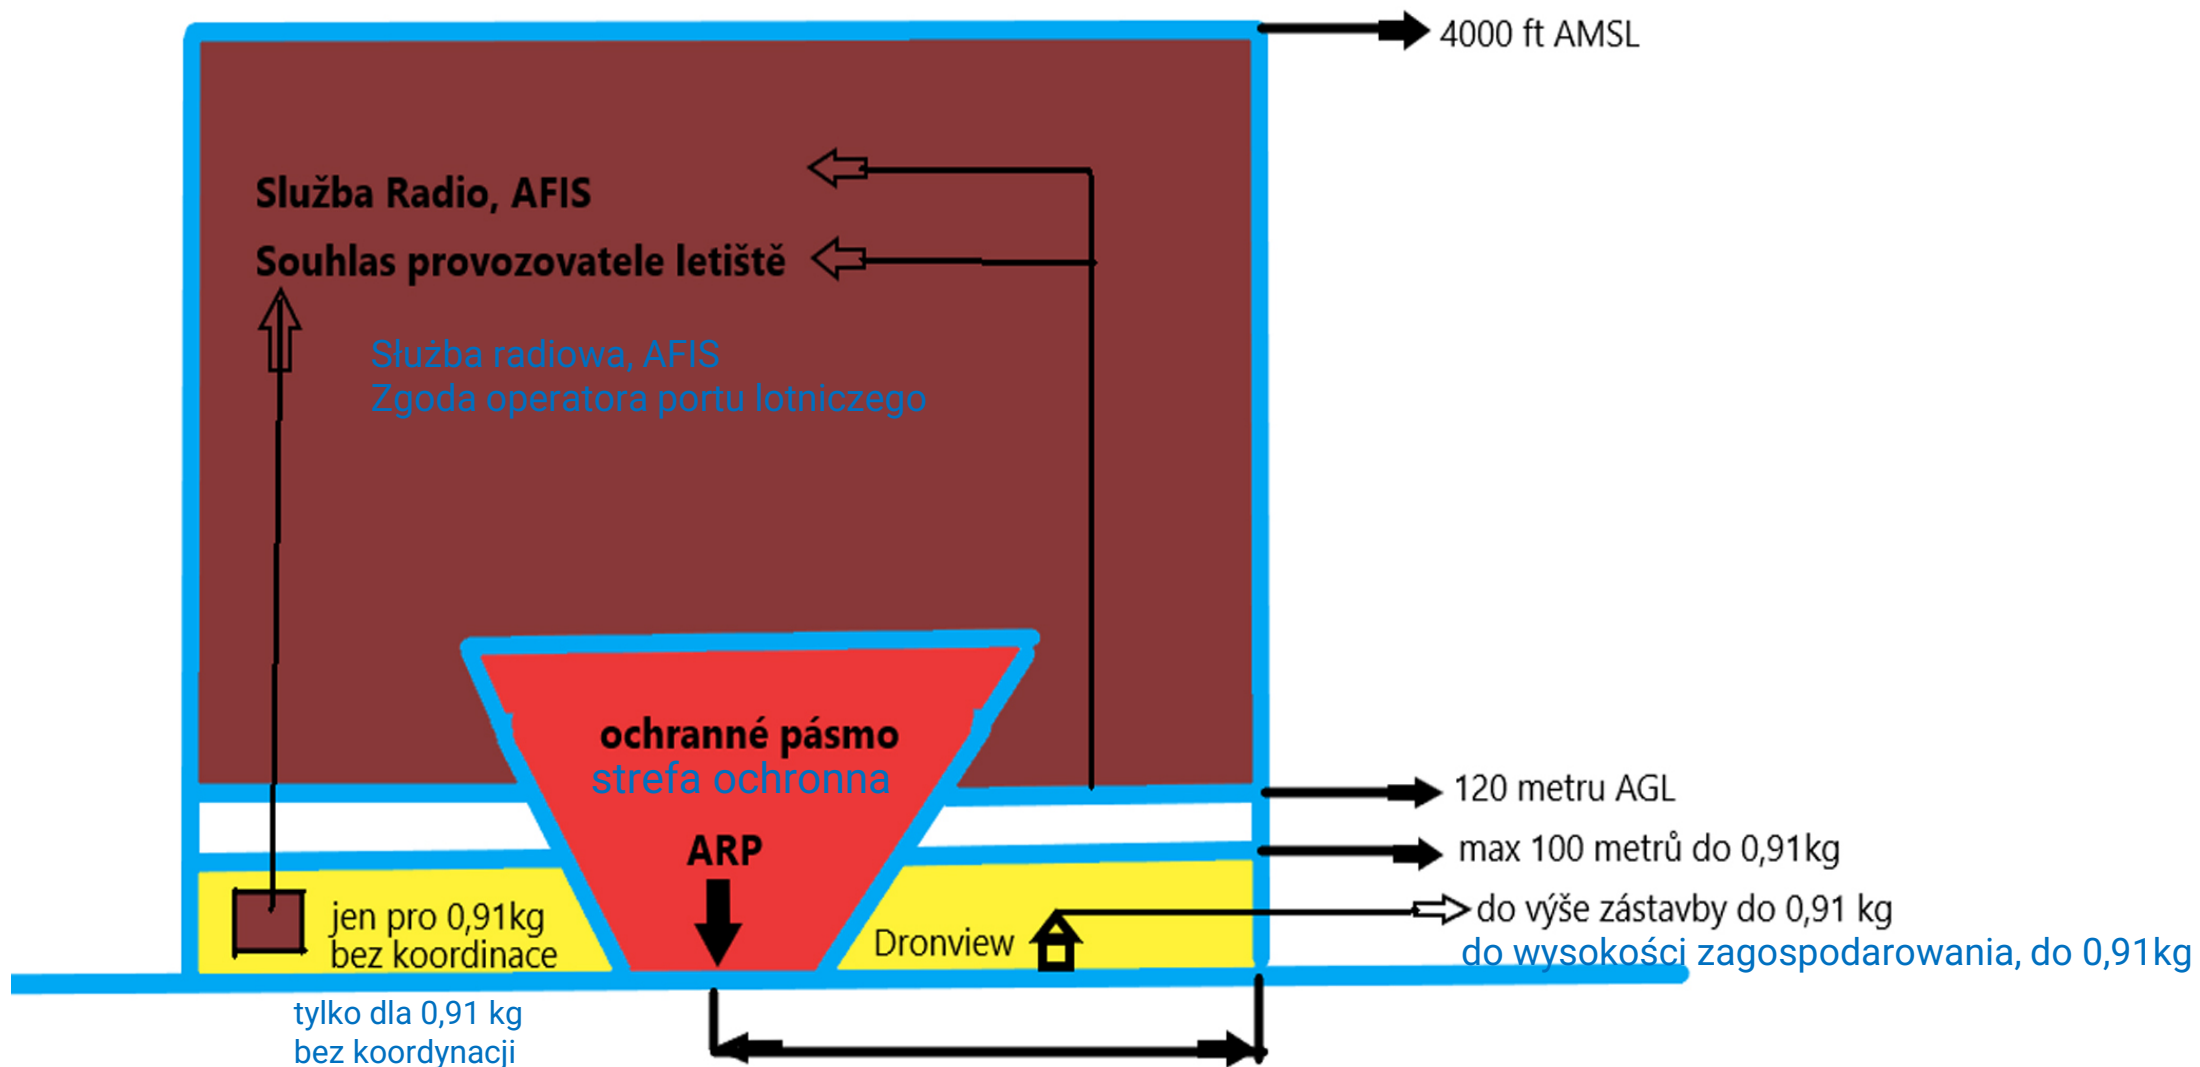 4000 ft AMSL
Služba Radio, AFIS
Souhlas provozovatele letiště
Służba radiowa, AFIS
Zgoda operatora portu lotniczego
ochranné pásmo
strefa ochronna
ARP
120 metru AGL
max 100 metrů do 0,91kg
jen pro 0,91kg
bez koordinace
Dronview
do výše zástavby do 0,91 kg
do wysokości zagospodarowania, do 0,91kg
tylko dla 0,91 kg
bez koordynacji